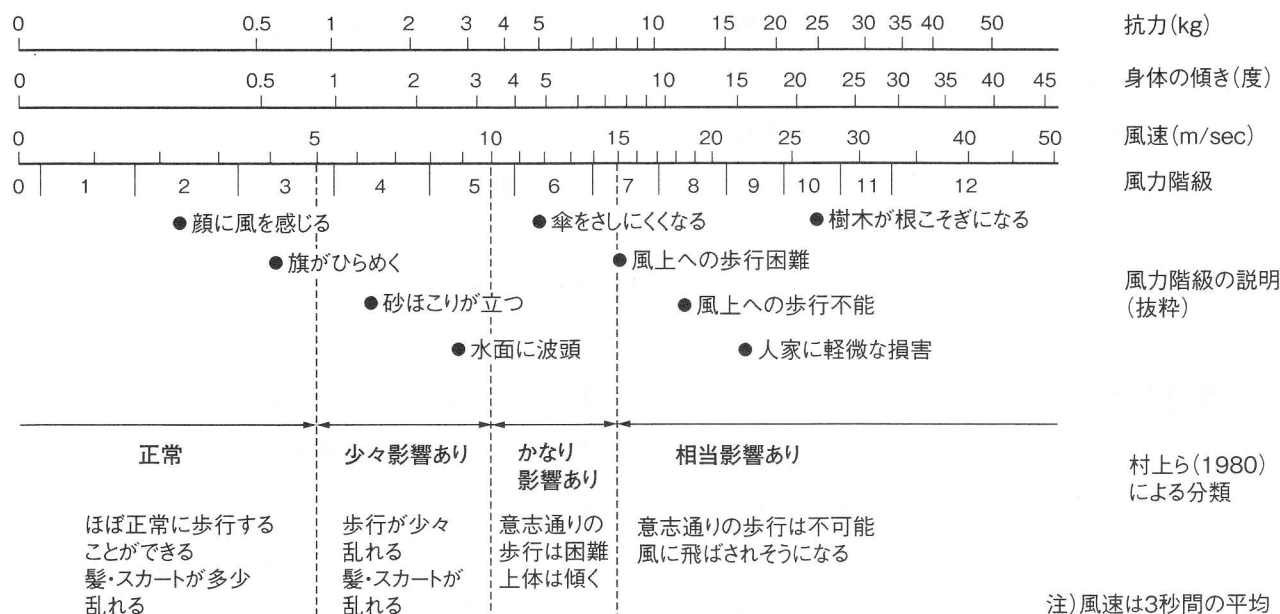 0 0.5 1 2 3 4 5 10 15 20 25 30 35 40 50 抗力(kg)
0 0.5 1 2 3 4 5 10 15 20 25 30 35 40 45 身体の傾き(度)
0 5 10 15 20 25 30 40 50 風速(m/sec)
0 1 2 3 4 5 6 7 8 9 10 11 12 風力階級
●顔に風を感じる ●傘をさしにくくなる ●樹木が根こそぎになる
●旗がひらめく ●風上への歩行困難
●砂ほこりが立つ ●風上への歩行不能
●水面に波頭 ●人家に軽微な損害
風力階級の説明
(抜粋)
正常
少々影響あり
かなり
影響あり
相当影響あり
村上ら(1980)
による分類
ほぼ正常に歩行する
ことができる
髪・スカートが多少
乱れる
歩行が少々
乱れる
髪・スカートが
乱れる
意志通りの
歩行は困難
上体は傾く
意志通りの歩行は不可能
風に飛ばされそうになる
注)風速は3秒間の平均